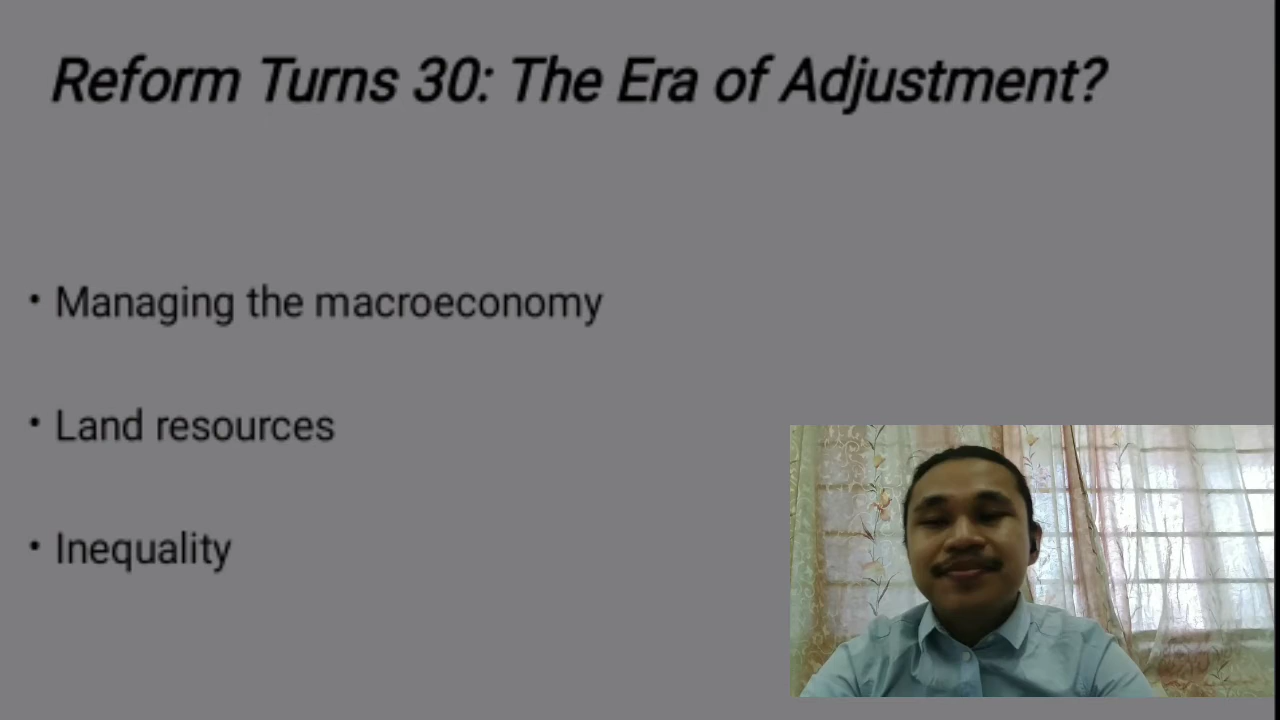 Reform Turns 30: The Era of Adjustment?
• Managing the macroeconomy
• Land resources
• Inequality